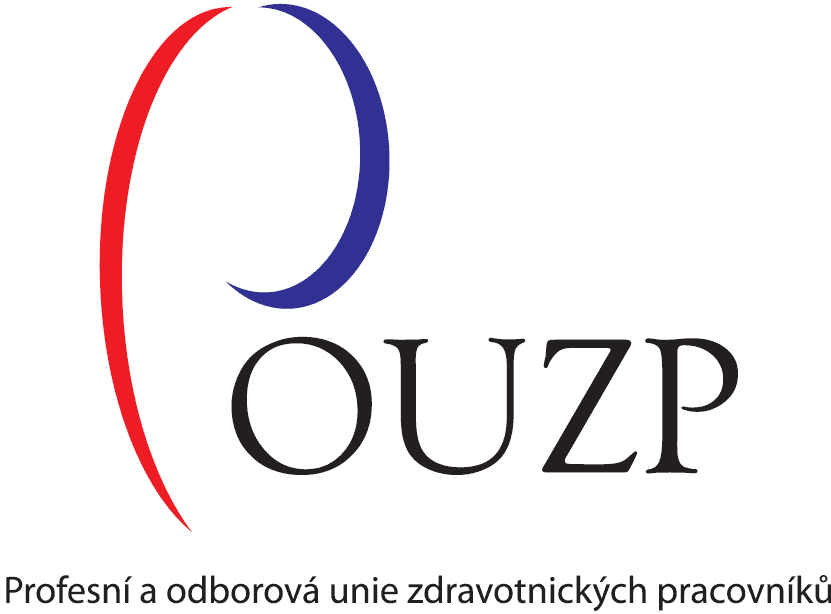 POUZP
Profesní a odborová unie zdravotnických pracovníků